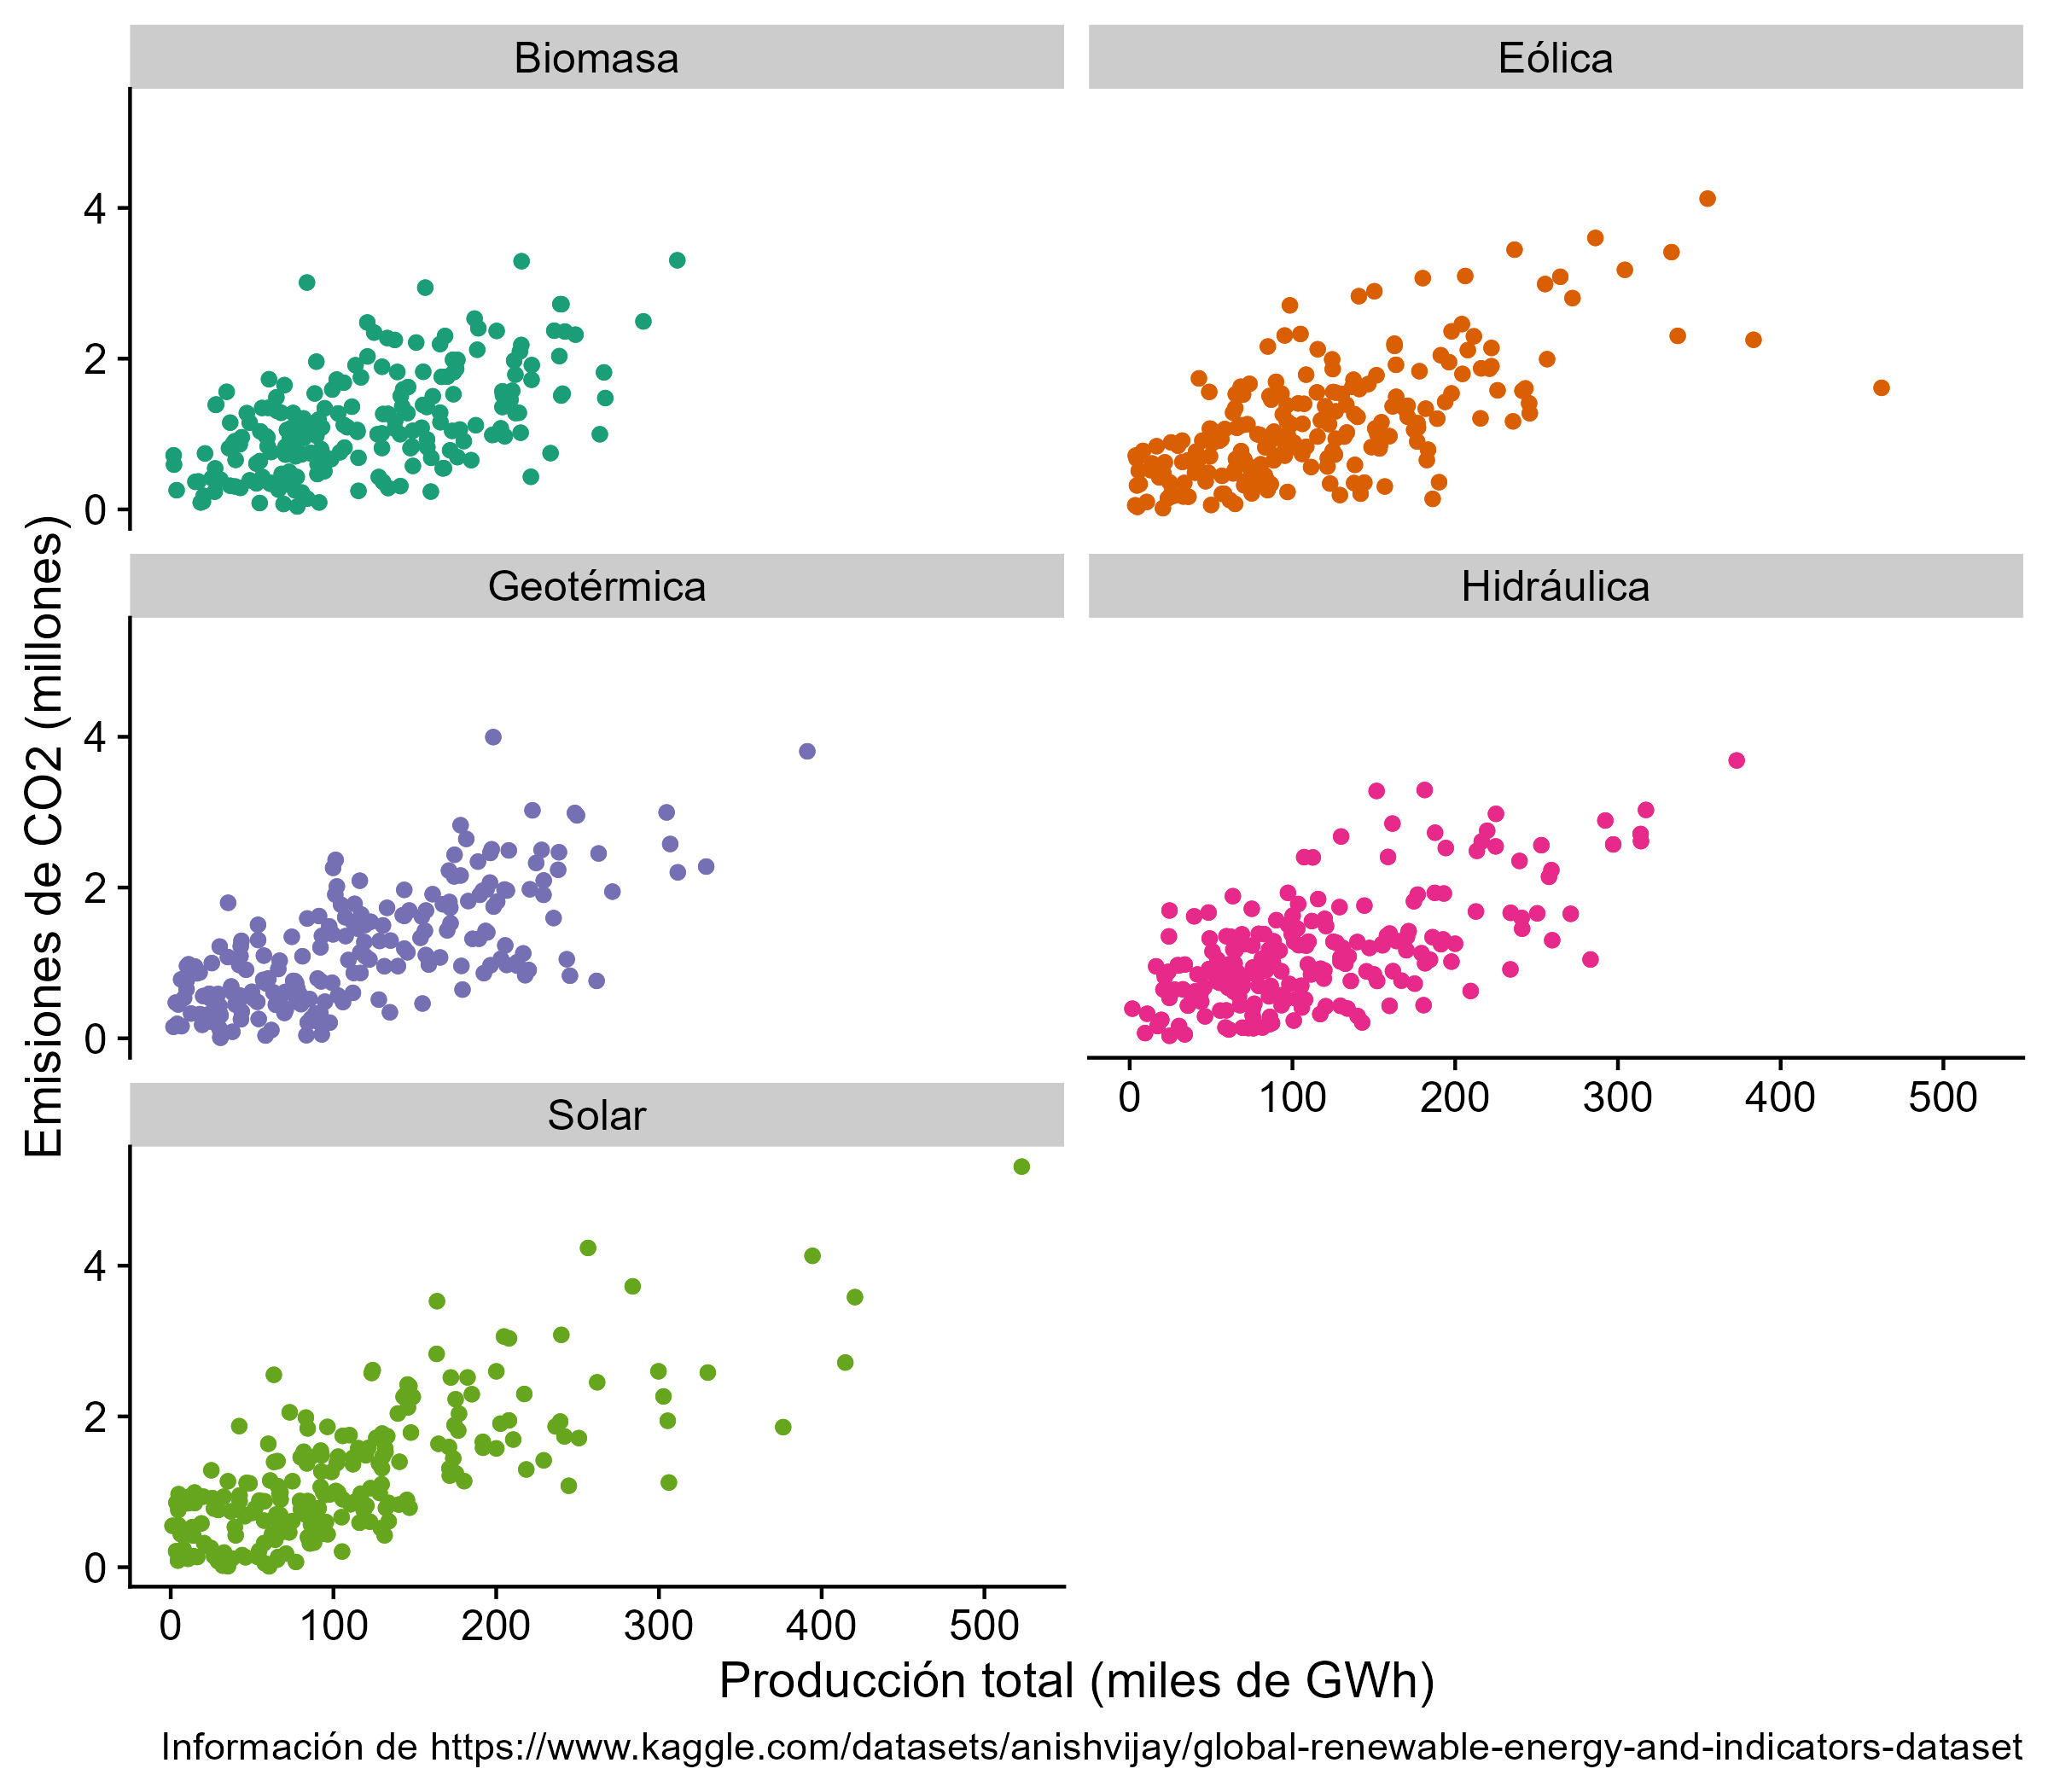 Biomasa
Eólica
4
2
0
Geotérmica
Hidráulica
4
2
0
0 100 200 300 400 500
Solar
4
2
0
0 100 200 300 400 500
Emisiones de CO2 (millones)
Producción total (miles de GWh)
Información de https://www.kaggle.com/datasets/anishvijay/global-renewable-energy-and-indicators-dataset